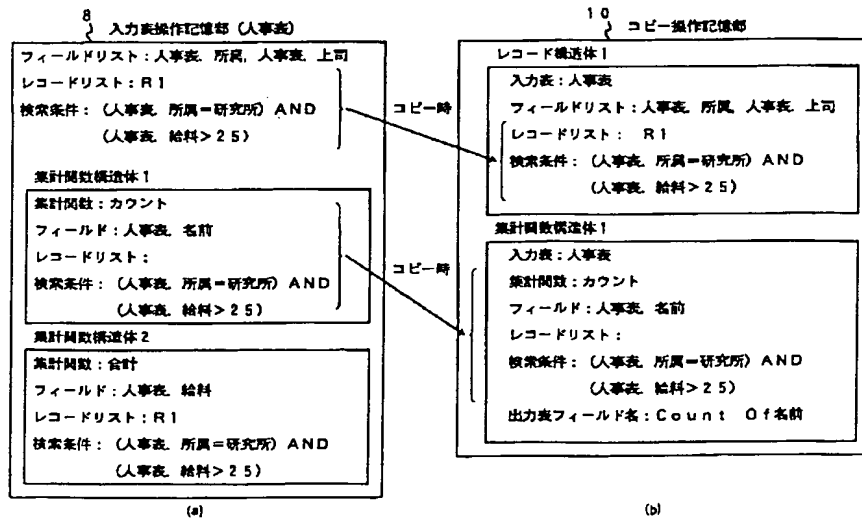 8
入力表操作記憶部（人事表）
フィールドリスト：人事表．所属，人事表．上司
レコードリスト：R1
検索条件：（人事表．所属＝研究所）AND
（人事表．給料＞25）
集計関数構造体1
集計関数：カウント
フィールド：人事表．名前
レコードリスト：
検索条件：（人事表．所属＝研究所）AND
（人事表．給料＞25）
集計関数構造体2
集計関数：合計
フィールド：人事表．給料
レコードリスト：R1
検索条件：（人事表．所属＝研究所）AND
（人事表．給料＞25）
(a)
コピー時
コピー時
10
コピー操作記憶部
レコード構造体1
入力表：人事表
フィールドリスト：人事表．所属，人事表．上司
レコードリスト： R1
検索条件：（人事表．所属＝研究所）AND
（人事表．給料＞25）
集計関数構造体1
入力表：人事表
集計関数：カウント
フィールド：人事表．名前
レコードリスト：
検索条件：（人事表．所属＝研究所）AND
（人事表．給料＞25）
出力表フィールド名：Count Of名前
(b)